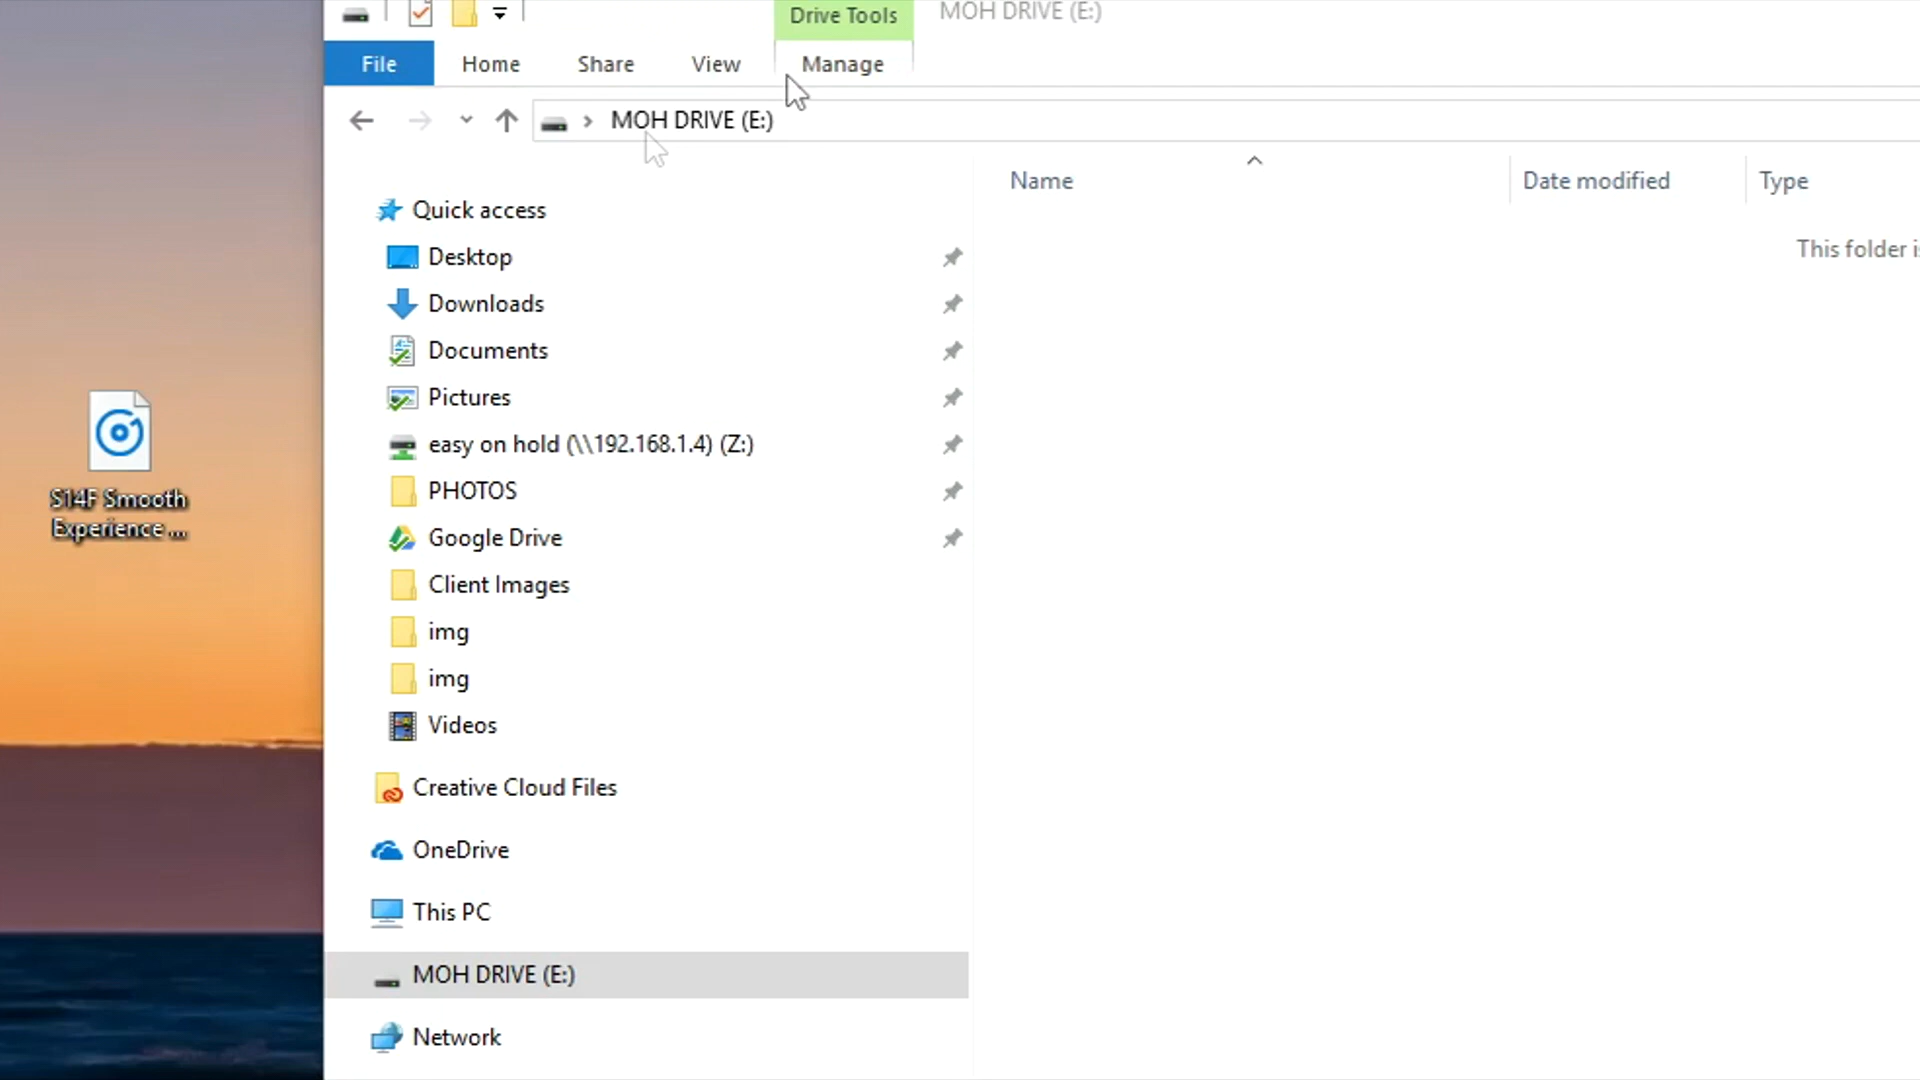 Drive Tools
MOH DRIVE (E:)
File
Home
Share
View
Manage
MOH DRIVE (E:)
Name
Date modified
Type
This folder is
Quick access
Desktop
Downloads
Documents
Pictures
easy on hold (\\192.168.1.4) (Z:)
PHOTOS
Google Drive
Client Images
img
img
Videos
Creative Cloud Files
OneDrive
This PC
MOH DRIVE (E:)
Network
S14F Smooth
Experience ...